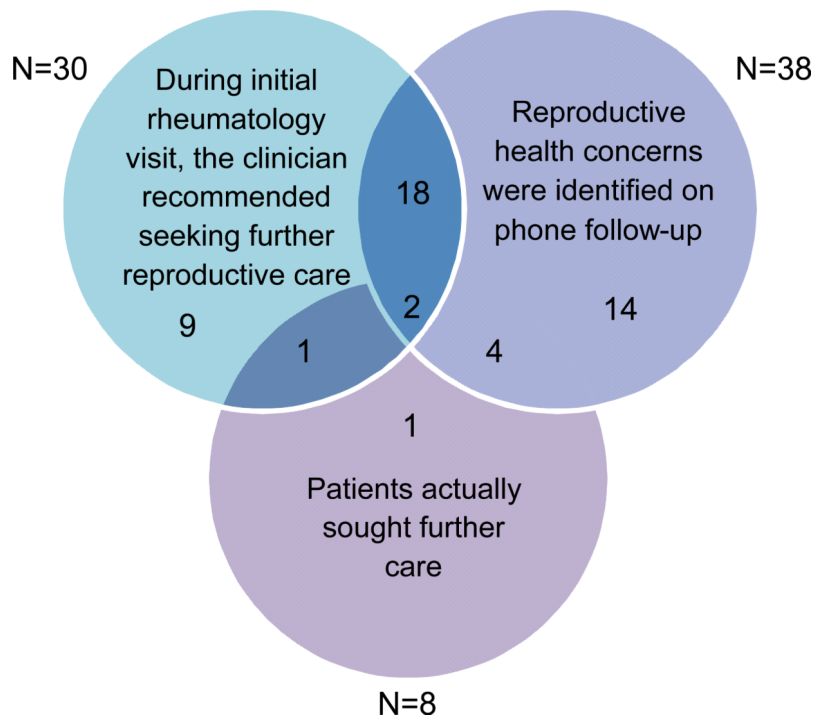 N=30
N=38
During initial
rheumatology
visit, the clinician
recommended
seeking further
reproductive care
Reproductive
health concerns
were identified on
phone follow-up
18
2
9
1
14
4
1
Patients actually
sought further
care
N=8